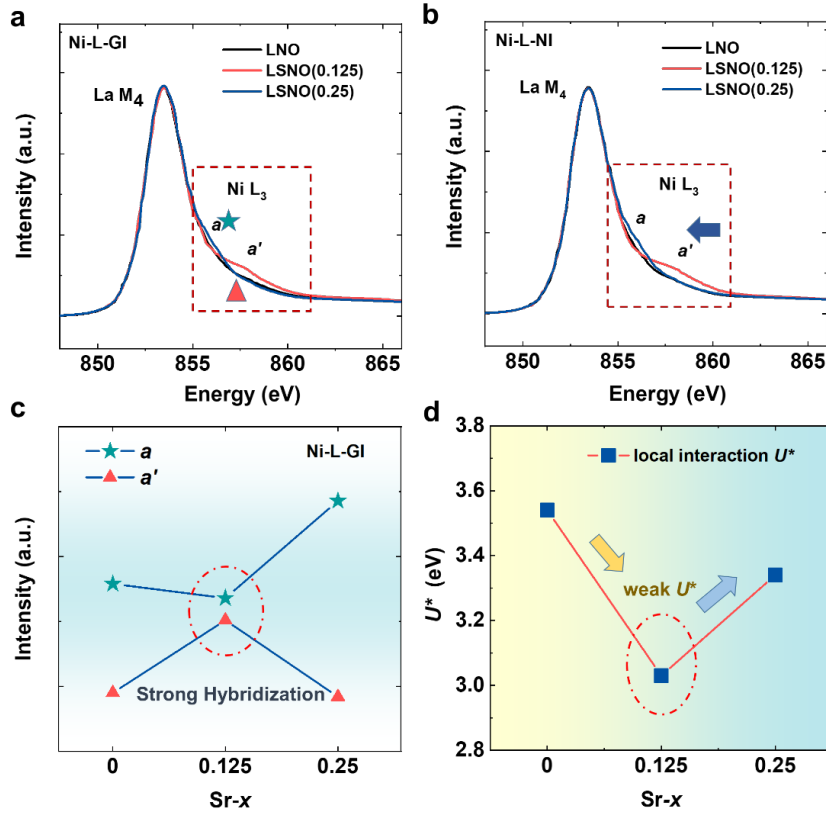 a
Ni-L-GI
LNO
LSNO(0.125)
LSNO(0.25)
La M4
Ni L3
a
a'
Intensity (a.u.)
850 855 860 865
Energy (eV)
b
Ni-L-NI
LNO
LSNO(0.125)
LSNO(0.25)
La M4
Ni L3
a
a'
Intensity (a.u.)
850 855 860 865
Energy (eV)
c
a
a'
Ni-L-GI
Strong Hybridization
Intensity (a.u.)
0 0.125 0.25
Sr-x
d
local interaction U*
weak U*
U* (eV)
3.8
3.6
3.4
3.2
3.0
2.8
0 0.125 0.25
Sr-x